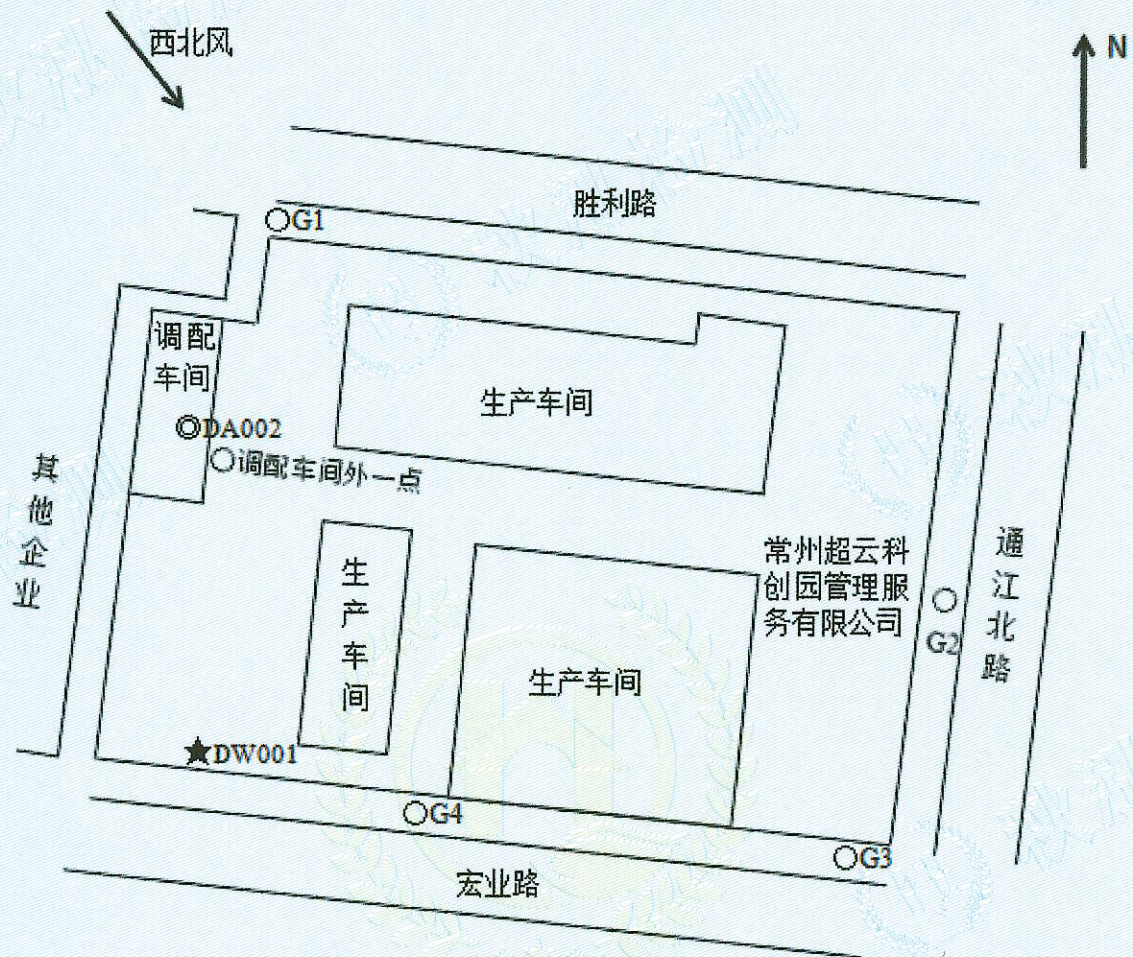 西北风
N
胜利路
G1
调配
车间
生产车间
DA002
调配车间外一点
其他企业
生产车间
常州超云科
创园管理服
务有限公司
通江北路
G2
生产车间
DW001
G4
G3
宏业路